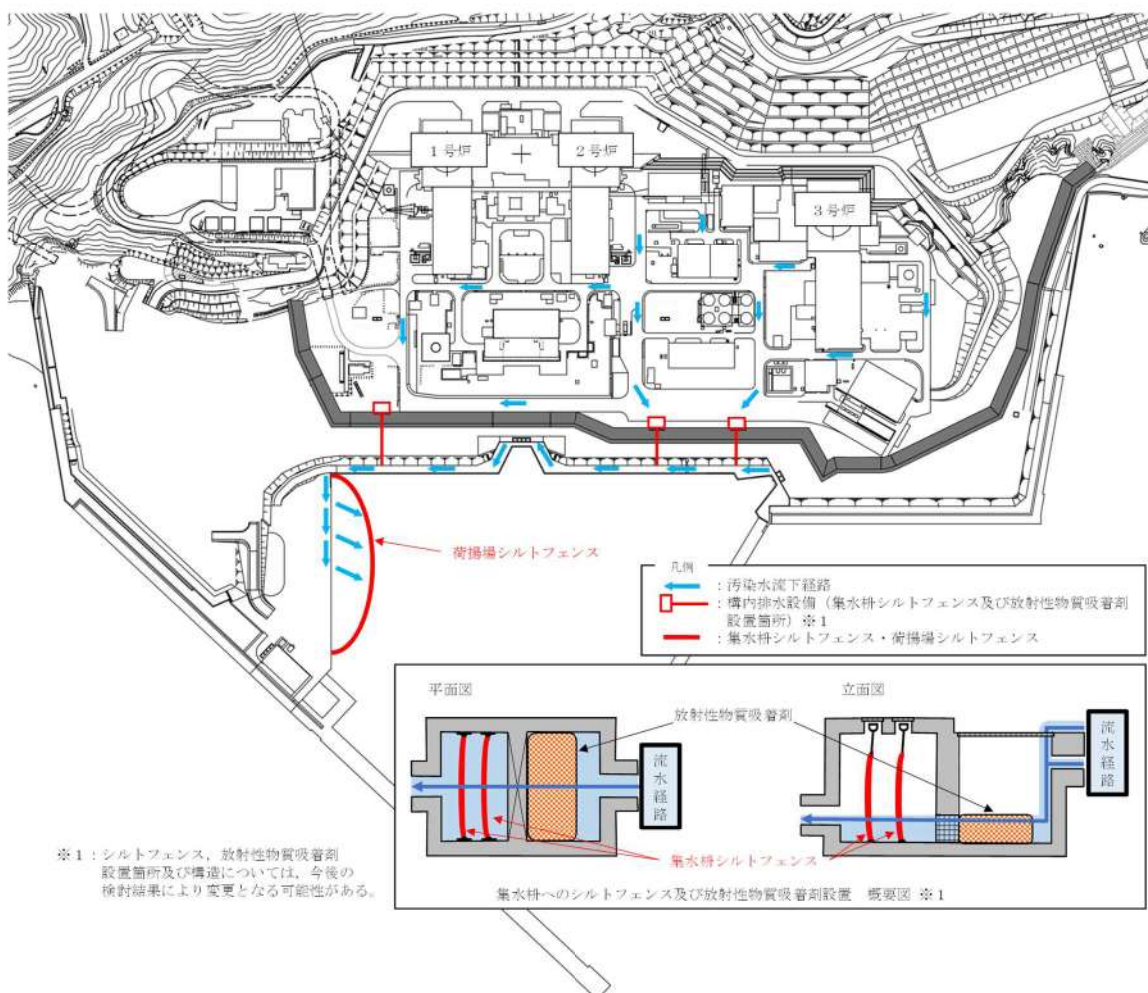 1号炉
2号炉
3号炉
荷揚場シルトフェンス
凡例
：汚染水流下経路
：構内排水設備（集水桝シルトフェンス及び放射性物質吸着剤
設置箇所）※1
：集水桝シルトフェンス・荷揚場シルトフェンス
平面図
立面図
放射性物質吸着剤
流水経路
流水経路
集水桝シルトフェンス
集水桝へのシルトフェンス及び放射性物質吸着剤設置　概要図 ※1
※1：シルトフェンス，放射性物質吸着剤
設置箇所及び構造については，今後の
検討結果により変更となる可能性がある。